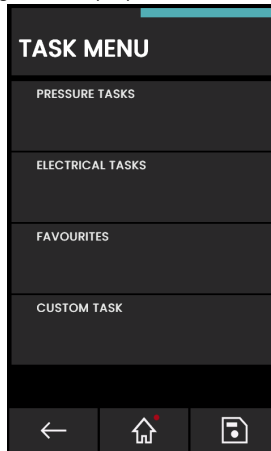 TASK MENU
PRESSURE TASKS
ELECTRICAL TASKS
FAVOURITES
CUSTOM TASK